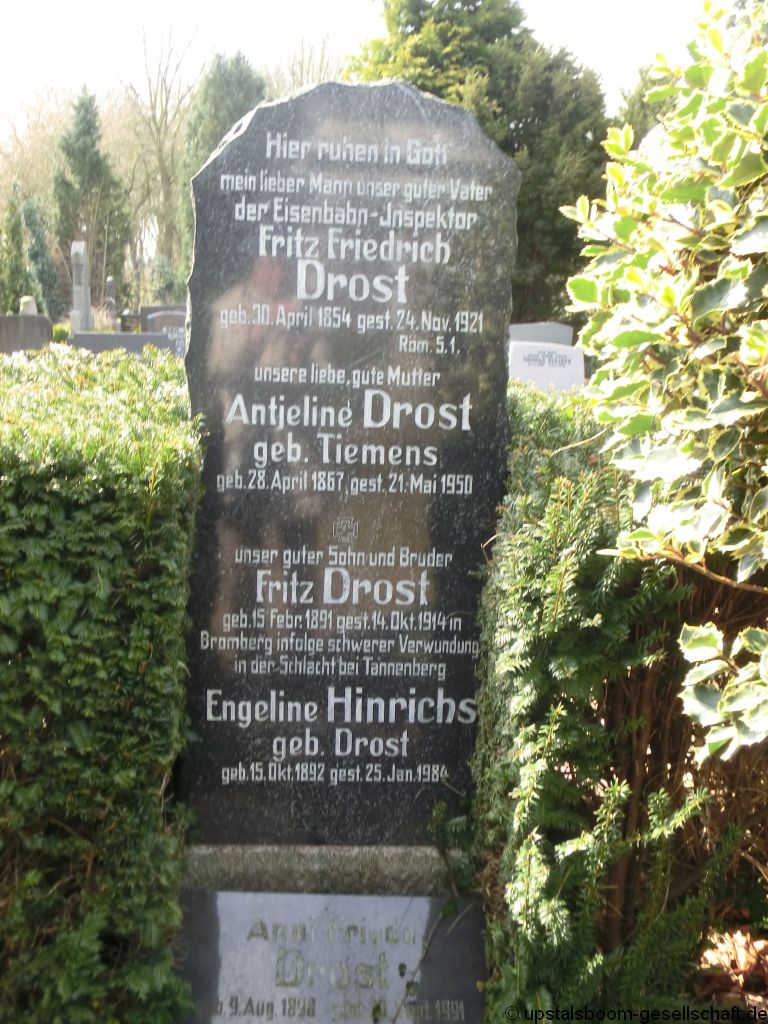 Hier ruhen in Gott
mein lieber Mann unser guter Vater
der Eisenbahn-Jnspektor
Fritz Friedrich
Drost
geb. 30. April 1854 gest. 24. Nov. 1921
Röm. 5.1.
unsere liebe, gute Mutter
Antjeline Drost
geb. Tiemens
geb. 28. April 1867, gest. 21. Mai 1950
unser guter Sohn und Bruder
Fritz Drost
geb. 15 Febr. 1891 gest. 14. Okt. 1914 in
Bromberg infolge schwerer Verwundung
in der Schlacht bei Tannenberg
Engeline Hinrichs
geb. Drost
geb. 15. Okt. 1892 gest. 25. Jan. 1984
Drost
9. Aug. 1991
© upstalsboom-gesellschaft.de